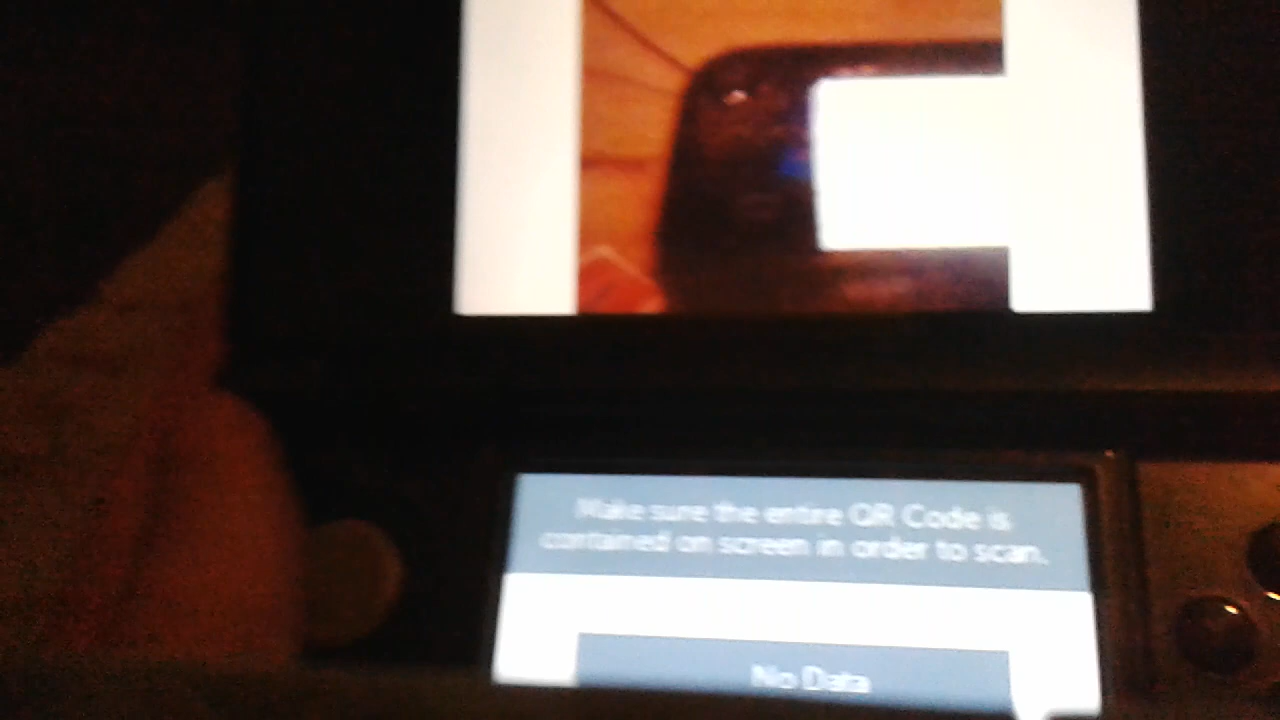 Make sure the entire QR Code is
contained on screen in order to scan.
No Data